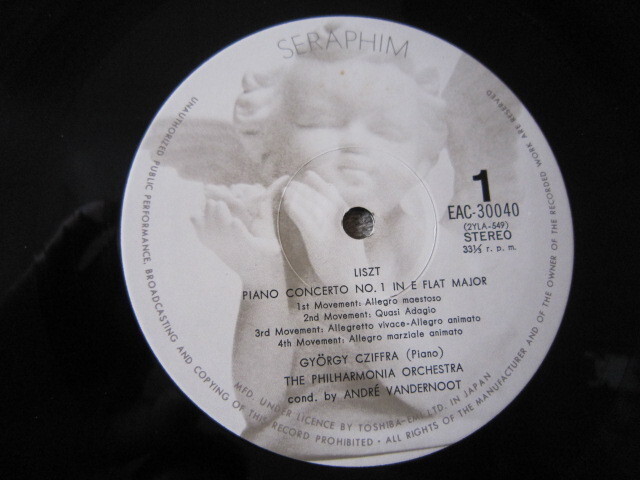 SERAPHIM
1
EAC-30040
(2YLA-549)
STEREO
33⅓ r. p. m.
LISZT
PIANO CONCERTO NO. 1 IN E FLAT MAJOR
1st Movement: Allegro maestoso
2nd Movement: Quasi Adagio
3rd Movement: Allegretto vivace-Allegro animato
4th Movement: Allegro marziale animato
GYÖRGY CZIFFRA (Piano)
THE PHILHARMONIA ORCHESTRA
cond. by ANDRÉ VANDERNOOT
MFD. UNDER LICENCE BY TOSHIBA-EMI LTD. IN JAPAN
UNAUTHORIZED PUBLIC PERFORMANCE, BROADCASTING AND COPYING OF THIS RECORD PROHIBITED • ALL RIGHTS OF THE MANUFACTURER AND OF THE OWNER OF THE RECORDED WORK ARE RESERVED